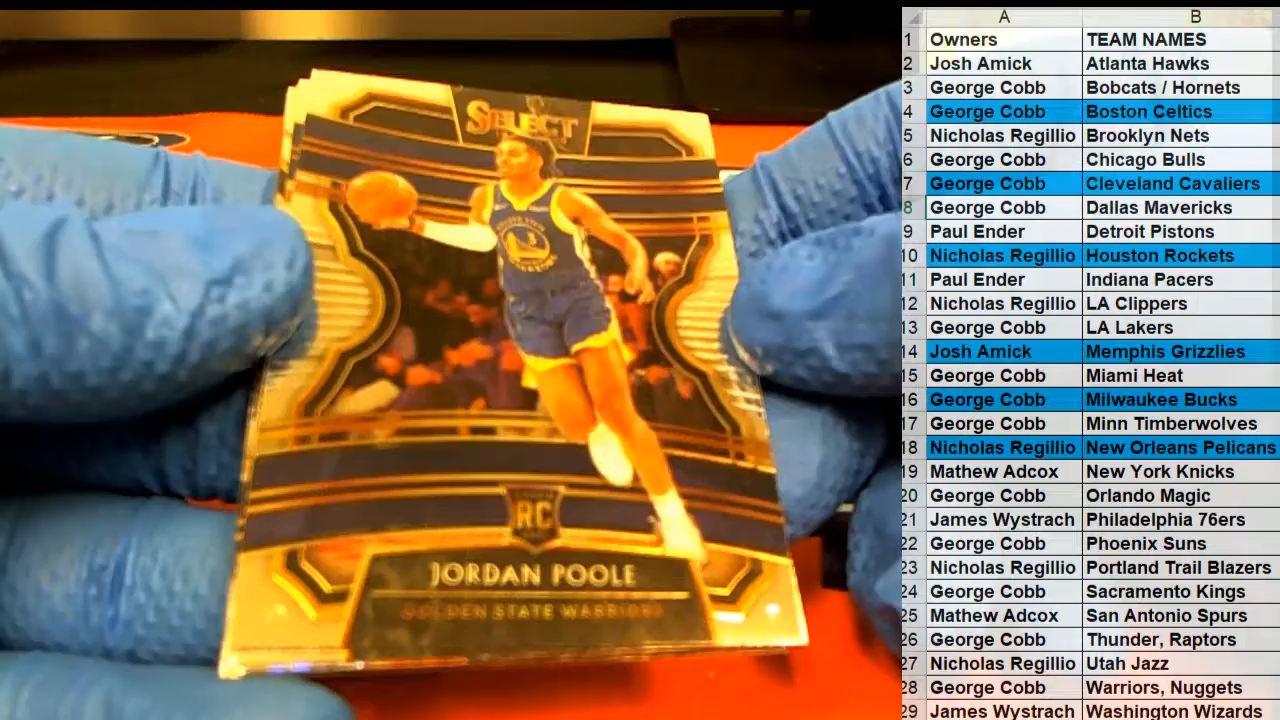 SELECT
GOLDEN STATE
3
WARRIORS
RC
JORDAN POOLE
GOLDEN STATE WARRIORS
A B
1 Owners TEAM NAMES
2 Josh Amick Atlanta Hawks
3 George Cobb Bobcats / Hornets
4 George Cobb Boston Celtics
5 Nicholas Regillio Brooklyn Nets
6 George Cobb Chicago Bulls
7 George Cobb Cleveland Cavaliers
8 George Cobb Dallas Mavericks
9 Paul Ender Detroit Pistons
10 Nicholas Regillio Houston Rockets
11 Paul Ender Indiana Pacers
12 Nicholas Regillio LA Clippers
13 George Cobb LA Lakers
14 Josh Amick Memphis Grizzlies
15 George Cobb Miami Heat
16 George Cobb Milwaukee Bucks
17 George Cobb Minn Timberwolves
18 Nicholas Regillio New Orleans Pelicans
19 Mathew Adcox New York Knicks
20 George Cobb Orlando Magic
21 James Wystrach Philadelphia 76ers
22 George Cobb Phoenix Suns
23 Nicholas Regillio Portland Trail Blazers
24 George Cobb Sacramento Kings
25 Mathew Adcox San Antonio Spurs
26 George Cobb Thunder, Raptors
27 Nicholas Regillio Utah Jazz
28 George Cobb Warriors, Nuggets
29 James Wystrach Washington Wizards